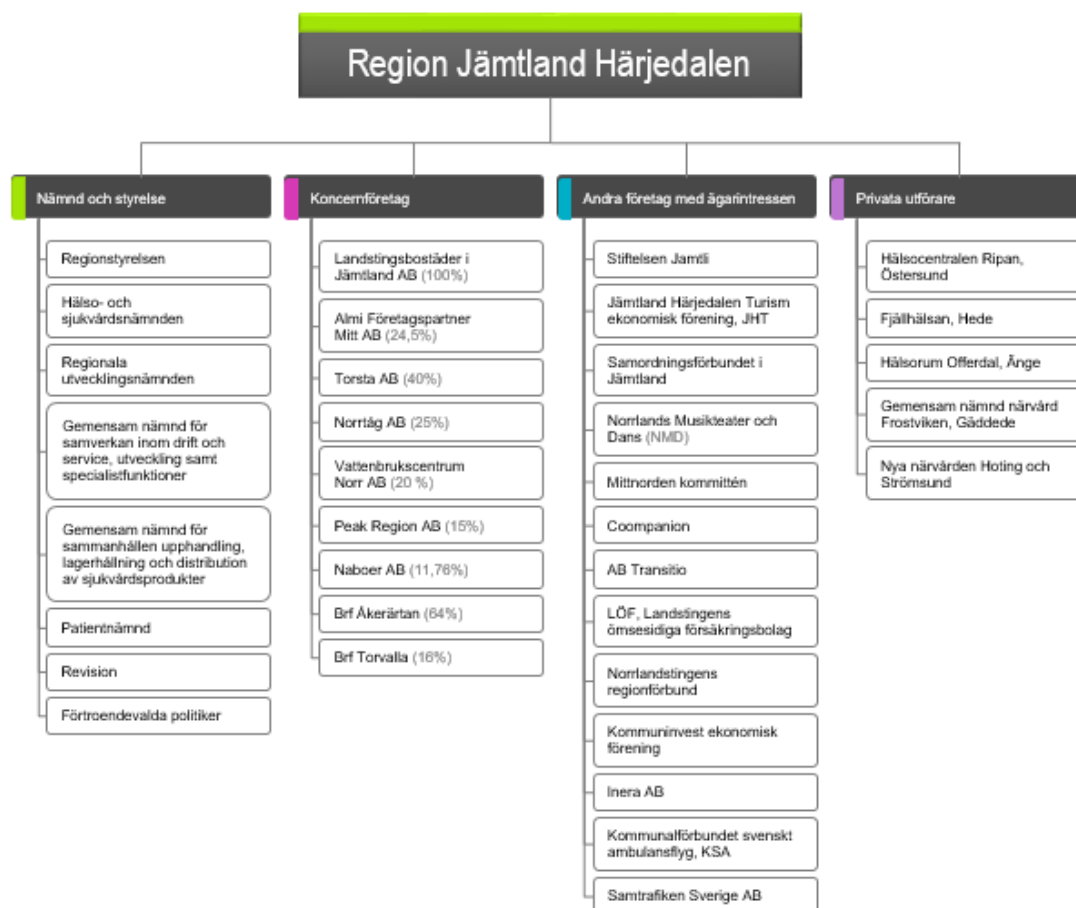 Region Jämtland Härjedalen
Nämnd och styrelse
Regionstyrelsen
Hälso- och
sjukvårdsnämnden
Regionala
utvecklingsnämnden
Gemensam nämnd för
samverkan inom drift och
service, utveckling samt
specialistfunktioner
Gemensam nämnd för
sammanhållen upphandling,
lagerhållning och distribution
av sjukvårdsprodukter
Patientnämnd
Revision
Förtroendevalda politiker
Koncernföretag
Landstingsbostäder i
Jämtland AB (100%)
Almi Företagspartner
Mitt AB (24,5%)
Torsta AB (40%)
Norrtåg AB (25%)
Vattenbrukscentrum
Norr AB (20 %)
Peak Region AB (15%)
Naboer AB (11,76%)
Brf Åkerärtan (64%)
Brf Torvalla (16%)
Andra företag med ägarintressen
Stiftelsen Jamtli
Jämtland Härjedalen Turism
ekonomisk förening, JHT
Samordningsförbundet i
Jämtland
Norrlands Musikteater och
Dans (NMD)
Mittnorden kommittén
Coompanion
AB Transitio
LÖF, Landstingens
ömsesidiga försäkringsbolag
Norrlandstingens
regionförbund
Kommuninvest ekonomisk
förening
Inera AB
Kommunalförbundet svenskt
ambulansflyg, KSA
Samtrafiken Sverige AB
Privata utförare
Hälsocentralen Ripan,
Östersund
Fjällhälsan, Hede
Hälsorum Offerdal, Änge
Gemensam nämnd närvård
Frostviken, Gäddede
Nya närvården Hoting och
Strömsund